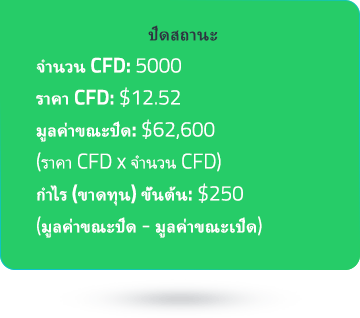 ปิดสถานะ
จำนวน CFD: 5000
ราคา CFD: $12.52
มูลค่าขณะปิด: $62,600
(ราคา CFD x จำนวน CFD)
กำไร (ขาดทุน) ขั้นต้น: $250
(มูลค่าขณะปิด - มูลค่าขณะเปิด)